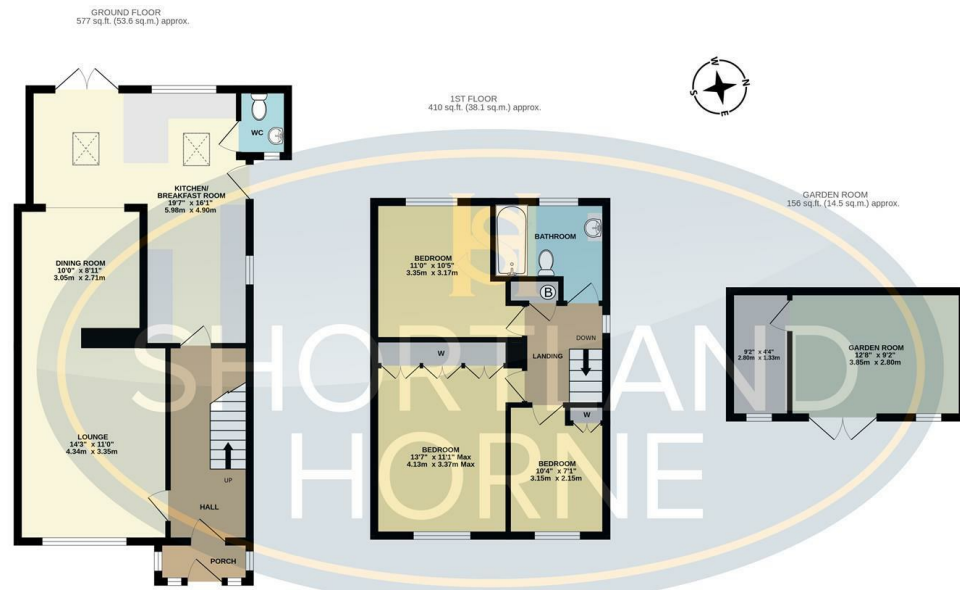 GROUND FLOOR
577 sq.ft. (53.6 sq.m.) approx.
WC
KITCHEN/
BREAKFAST ROOM
19'7" x 16'1"
5.98m x 4.90m
DINING ROOM
10'0" x 8'11"
3.05m x 2.71m
LOUNGE
14'3" x 11'0"
4.34m x 3.35m
UP
HALL
PORCH
1ST FLOOR
410 sq.ft. (38.1 sq.m.) approx.
BEDROOM
11'0" x 10'5"
3.35m x 3.17m
BATHROOM
B
DOWN
LANDING
W
W
BEDROOM
13'7" x 11'1" Max
4.13m x 3.37m Max
BEDROOM
10'4" x 7'1"
3.15m x 2.15m
W
N
S
E
GARDEN ROOM
156 sq.ft. (14.5 sq.m.) approx.
9'2" x 4'4"
2.80m x 1.33m
GARDEN ROOM
12'8" x 9'2"
3.85m x 2.80m
SH
SHORTLAND
HORNE